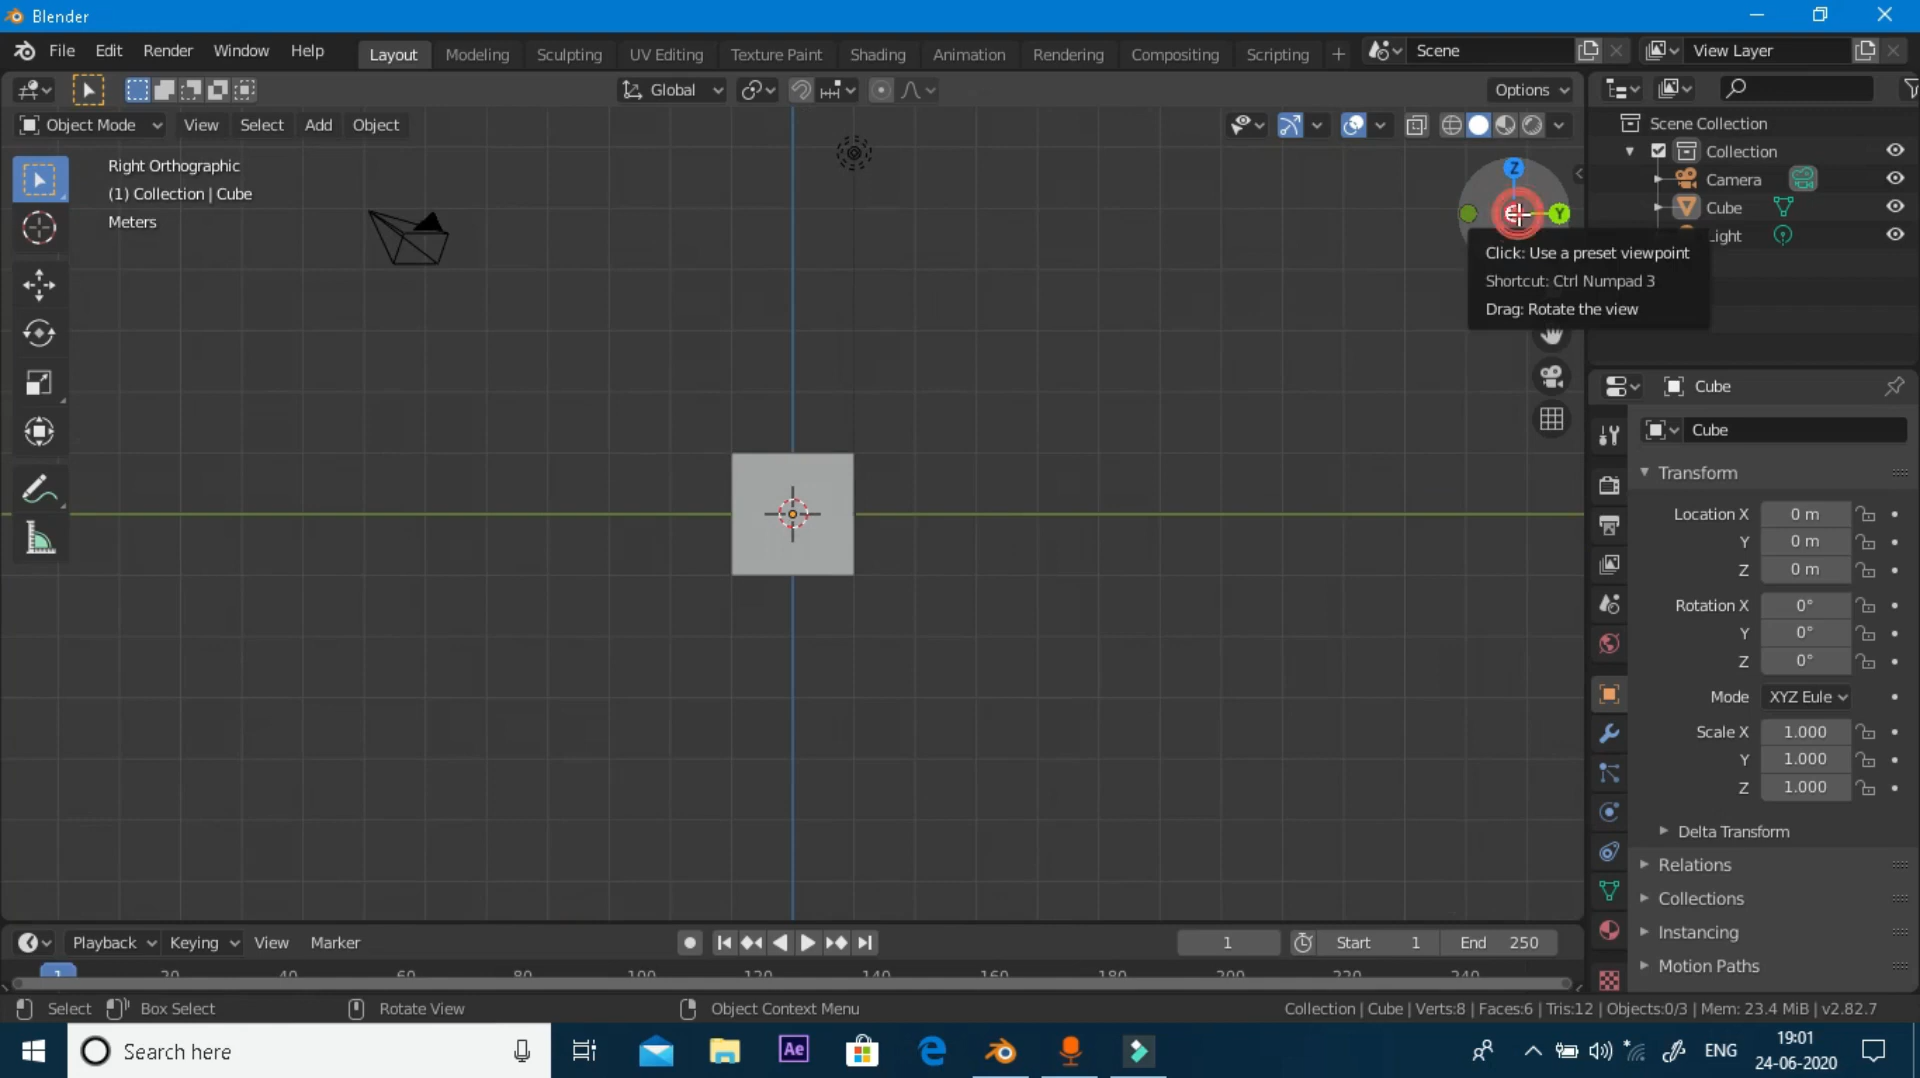 Blender
File Edit Render Window Help Layout Modeling Sculpting UV Editing Texture Paint Shading Animation Rendering Compositing Scripting + Scene View Layer
Global Options
Object Mode View Select Add Object
Scene Collection
Collection
Camera
Cube
Light
Right Orthographic
(1) Collection | Cube
Meters
Z
Y
Click: Use a preset viewpoint
Shortcut: Ctrl Numpad 3
Drag: Rotate the view
Cube
Cube
Transform
Location X 0 m
Y 0 m
Z 0 m
Rotation X 0°
Y 0°
Z 0°
Mode XYZ Eule
Scale X 1.000
Y 1.000
Z 1.000
Delta Transform
Relations
Collections
Instancing
Motion Paths
Playback Keying View Marker 1 Start 1 End 250
1 20 40 60 80 100 120 140 160 180 200 220 240
Select Box Select Rotate View Object Context Menu Collection | Cube | Verts:8 | Faces:6 | Tris:12 | Objects:0/3 | Mem: 23.4 MiB | v2.82.7
Search here Ae ENG
19:01
24-06-2020